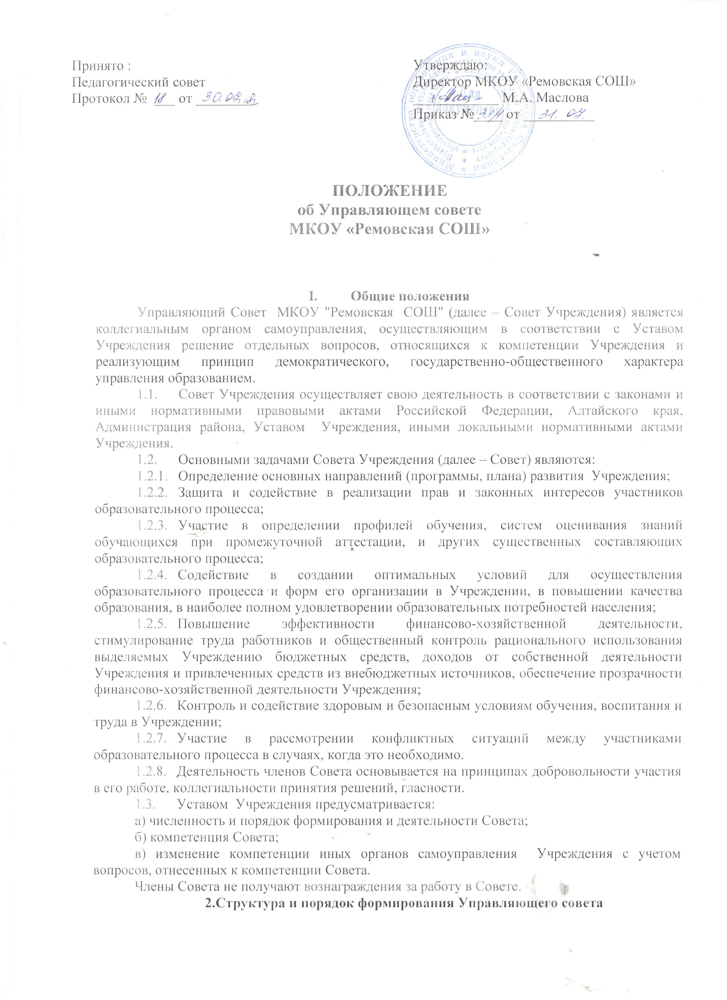 Принято :
Педагогический совет
Протокол № 18 от 30.07.
Утверждаю:
Директор МКОУ «Ремовская СОШ»
М.А. Маслова
Приказ № от 31. 07.
Министерство образования и науки Российской Федерации
Для документов
ПОЛОЖЕНИЕ
об Управляющем совете
МКОУ «Ремовская СОШ»
I. Общие положения
Управляющий Совет МКОУ "Ремовская СОШ" (далее – Совет Учреждения) является
коллегиальным органом самоуправления, осуществляющим в соответствии с Уставом
Учреждения решение отдельных вопросов, относящихся к компетенции Учреждения и
реализующим принцип демократического, государственно-общественного характера
управления образованием.
1.1. Совет Учреждения осуществляет свою деятельность в соответствии с законами и
иными нормативными правовыми актами Российской Федерации, Алтайского края,
Администрация района, Уставом Учреждения, иными локальными нормативными актами
Учреждения.
1.2. Основными задачами Совета Учреждения (далее – Совет) являются:
1.2.1. Определение основных направлений (программы, плана) развития Учреждения;
1.2.2. Защита и содействие в реализации прав и законных интересов участников
образовательного процесса;
1.2.3. Участие в определении профилей обучения, систем оценивания знаний
обучающихся при промежуточной аттестации, и других существенных составляющих
образовательного процесса;
1.2.4. Содействие в создании оптимальных условий для осуществления
образовательного процесса и форм его организации в Учреждении, в повышении качества
образования, в наиболее полном удовлетворении образовательных потребностей населения;
1.2.5. Повышение эффективности финансово-хозяйственной деятельности,
стимулирование труда работников и общественный контроль рационального использования
выделяемых Учреждению бюджетных средств, доходов от собственной деятельности
Учреждения и привлеченных средств из внебюджетных источников, обеспечение прозрачности
финансово-хозяйственной деятельности Учреждения;
1.2.6. Контроль и содействие здоровым и безопасным условиям обучения, воспитания и
труда в Учреждении;
1.2.7. Участие в рассмотрении конфликтных ситуаций между участниками
образовательного процесса в случаях, когда это необходимо.
1.2.8. Деятельность членов Совета основывается на принципах добровольности участия
в его работе, коллегиальности принятия решений, гласности.
1.3. Уставом Учреждения предусматривается:
а) численность и порядок формирования и деятельности Совета;
б) компетенция Совета;
в) изменение компетенции иных органов самоуправления Учреждения с учетом
вопросов, отнесенных к компетенции Совета.
Члены Совета не получают вознаграждения за работу в Совете.
2.Структура и порядок формирования Управляющего совета